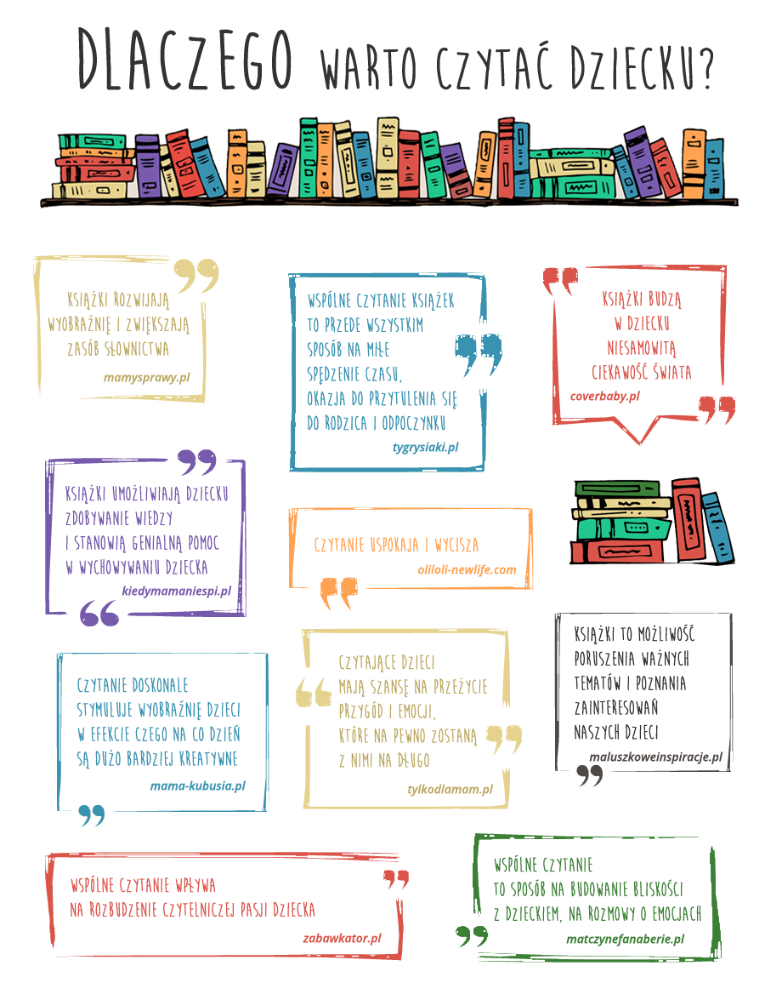 DLACZEGO WARTO CZYTAĆ DZIECKU?
KSIĄŻKI ROZWIJAJĄ
WYOBRAŹNIĘ I ZWIĘKSZAJĄ
ZASÓB SŁOWNICTWA
mamysprawy.pl
WSPÓLNE CZYTANIE KSIĄŻEK
TO PRZEDE WSZYSTKIM
SPOSÓB NA MIŁE
SPĘDZENIE CZASU,
OKAZJA DO PRZYTULENIA SIĘ
DO RODZICA I ODPOCZYNKU
tygrysiaki.pl
KSIĄŻKI BUDZĄ
W DZIECKU
NIESAMOWITĄ
CIEKAWOŚĆ ŚWIATA
coverbaby.pl
KSIĄŻKI UMOŻLIWIAJĄ DZIECKU
ZDOBYWANIE WIEDZY
I STANOWIĄ GENIALNĄ POMOC
W WYCHOWYWANIU DZIECKA
kiedymamaniespi.pl
CZYTANIE USPOKAJA I WYCISZA
oliloli-newlife.com
KSIĄŻKI TO MOŻLIWOŚĆ
PORUSZENIA WAŻNYCH
TEMATÓW I POZNANIA
ZAINTERESOWAŃ
NASZYCH DZIECI
maluszkoweinspiracje.pl
CZYTANIE DOSKONALE
STYMULUJE WYOBRAŹNIĘ DZIECI
W EFEKCIE CZEGO NA CO DZIEŃ
SĄ DUŻO BARDZIEJ KREATYWNE
mama-kubusia.pl
CZYTAJĄCE DZIECI
MAJĄ SZANSĘ NA PRZEŻYCIE
PRZYGÓD I EMOCJI,
KTÓRE NA PEWNO ZOSTANĄ
Z NIMI NA DŁUGO
tylkodlamam.pl
WSPÓLNE CZYTANIE WPŁYWA
NA ROZBUDZENIE CZYTELNICZEJ PASJI DZIECKA
zabawkator.pl
WSPÓLNE CZYTANIE
TO SPOSÓB NA BUDOWANIE BLISKOŚCI
Z DZIECKIEM, NA ROZMOWY O EMOCJACH
matczynefanaberie.pl